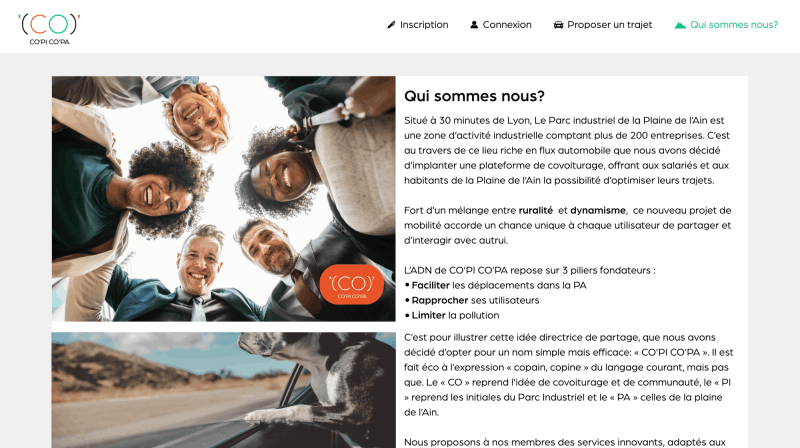 '(CO)'
CO'PI CO'PA
Inscription
Connexion
Proposer un trajet
Qui sommes nous?
Qui sommes nous?
Situé à 30 minutes de Lyon, Le Parc industriel de la Plaine de l'Ain est
une zone d'activité industrielle comptant plus de 200 entreprises. C'est
au travers de ce lieu riche en flux automobile que nous avons décidé
d'implanter une plateforme de covoiturage, offrant aux salariés et aux
habitants de la Plaine de l'Ain la possibilité d'optimiser leurs trajets.
Fort d'un mélange entre ruralité et dynamisme, ce nouveau projet de
mobilité accorde un chance unique à chaque utilisateur de partager et
d'interagir avec autrui.
L'ADN de CO'PI CO'PA repose sur 3 piliers fondateurs :
• Faciliter les déplacements dans la PA
• Rapprocher ses utilisateurs
• Limiter la pollution
'(CO)'
CO'PI CO'PA
C'est pour illustrer cette idée directrice de partage, que nous avons
décidé d'opter pour un nom simple mais efficace: « CO'PI CO'PA ». Il est
fait éco à l'expression « copain, copine » du langage courant, mais pas
que. Le « CO » reprend l'idée de covoiturage et de communauté, le « PI
» reprend les initiales du Parc Industriel et le « PA » celles de la plaine
de l'Ain.
Nous proposons à nos membres des services innovants, adaptés aux